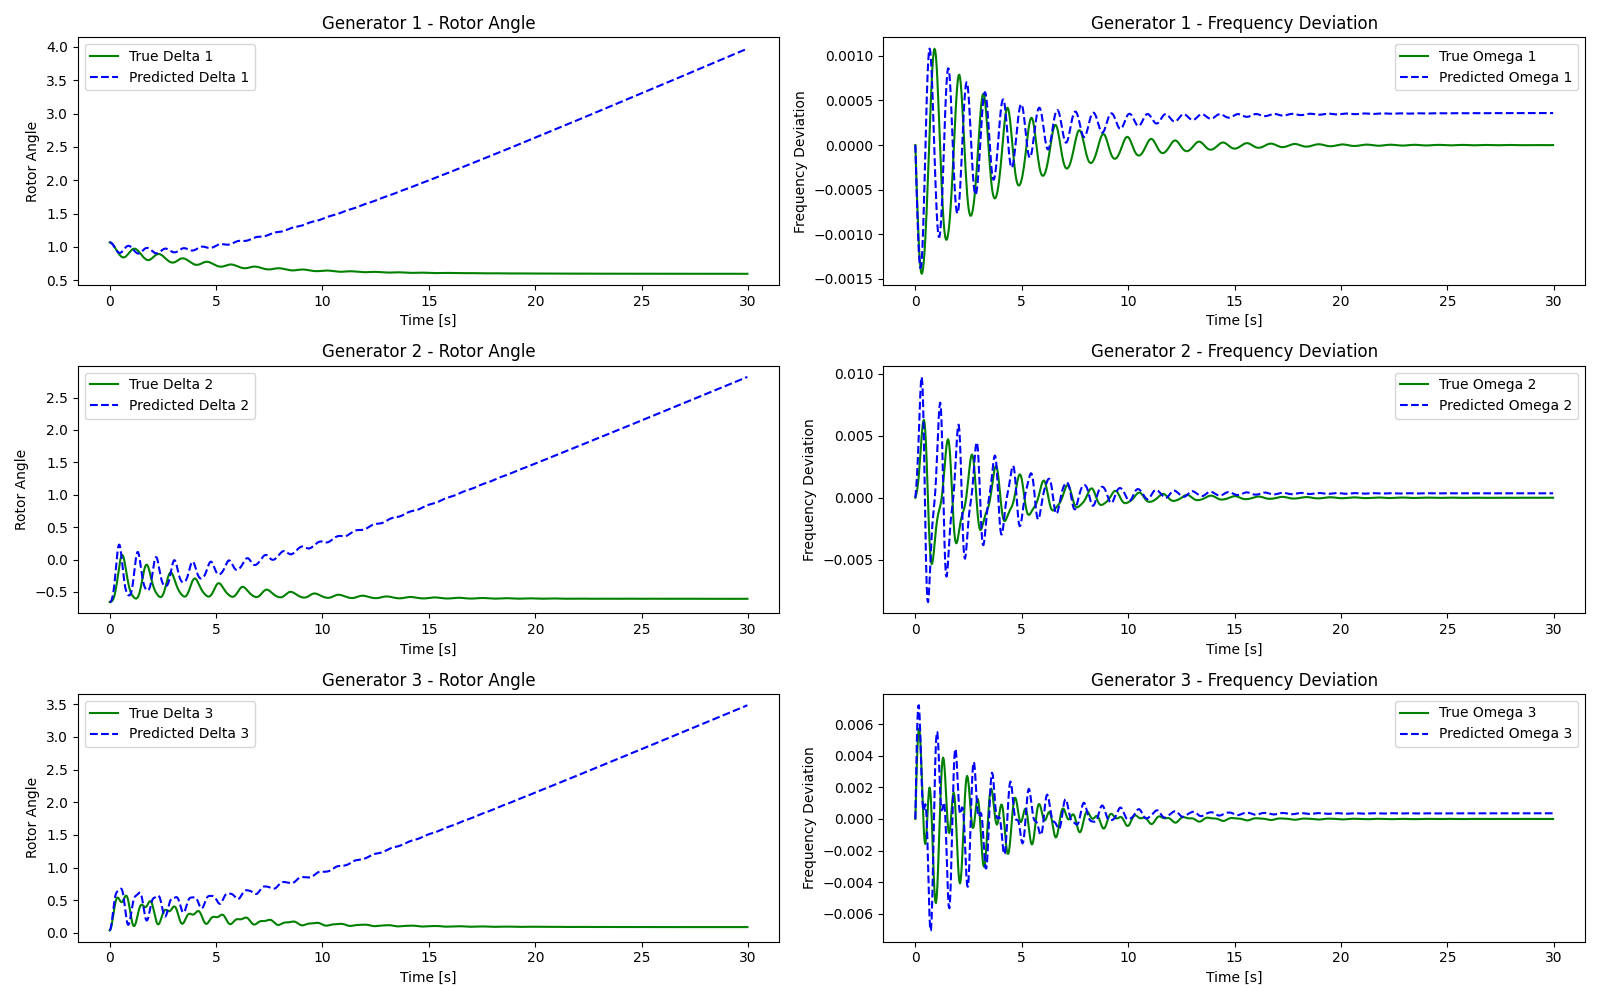 Generator 1 - Rotor Angle
True Delta 1
Predicted Delta 1
Rotor Angle
4.0
3.5
3.0
2.5
2.0
1.5
1.0
0.5
0 5 10 15 20 25 30
Time [s]
Generator 1 - Frequency Deviation
True Omega 1
Predicted Omega 1
Frequency Deviation
0.0010
0.0005
0.0000
−0.0005
−0.0010
−0.0015
0 5 10 15 20 25 30
Time [s]
Generator 2 - Rotor Angle
True Delta 2
Predicted Delta 2
Rotor Angle
2.5
2.0
1.5
1.0
0.5
0.0
−0.5
0 5 10 15 20 25 30
Time [s]
Generator 2 - Frequency Deviation
True Omega 2
Predicted Omega 2
Frequency Deviation
0.010
0.005
0.000
−0.005
0 5 10 15 20 25 30
Time [s]
Generator 3 - Rotor Angle
True Delta 3
Predicted Delta 3
Rotor Angle
3.5
3.0
2.5
2.0
1.5
1.0
0.5
0.0
0 5 10 15 20 25 30
Time [s]
Generator 3 - Frequency Deviation
True Omega 3
Predicted Omega 3
Frequency Deviation
0.006
0.004
0.002
0.000
−0.002
−0.004
−0.006
0 5 10 15 20 25 30
Time [s]